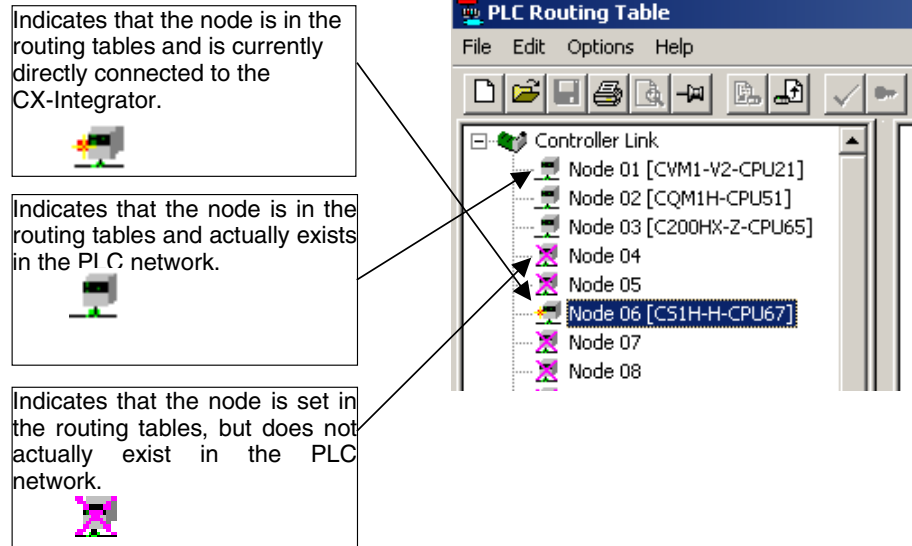 Indicates that the node is in the
routing tables and is currently
directly connected to the
CX-Integrator.
Indicates that the node is in the
routing tables and actually exists
in the PLC network.
Indicates that the node is set in
the routing tables, but does not
actually exist in the PLC
network.
PLC Routing Table
File Edit Options Help
Controller Link
Node 01 [CVM1-V2-CPU21]
Node 02 [CQM1H-CPU51]
Node 03 [C200HX-Z-CPU65]
Node 04
Node 05
Node 06 [CS1H-H-CPU67]
Node 07
Node 08